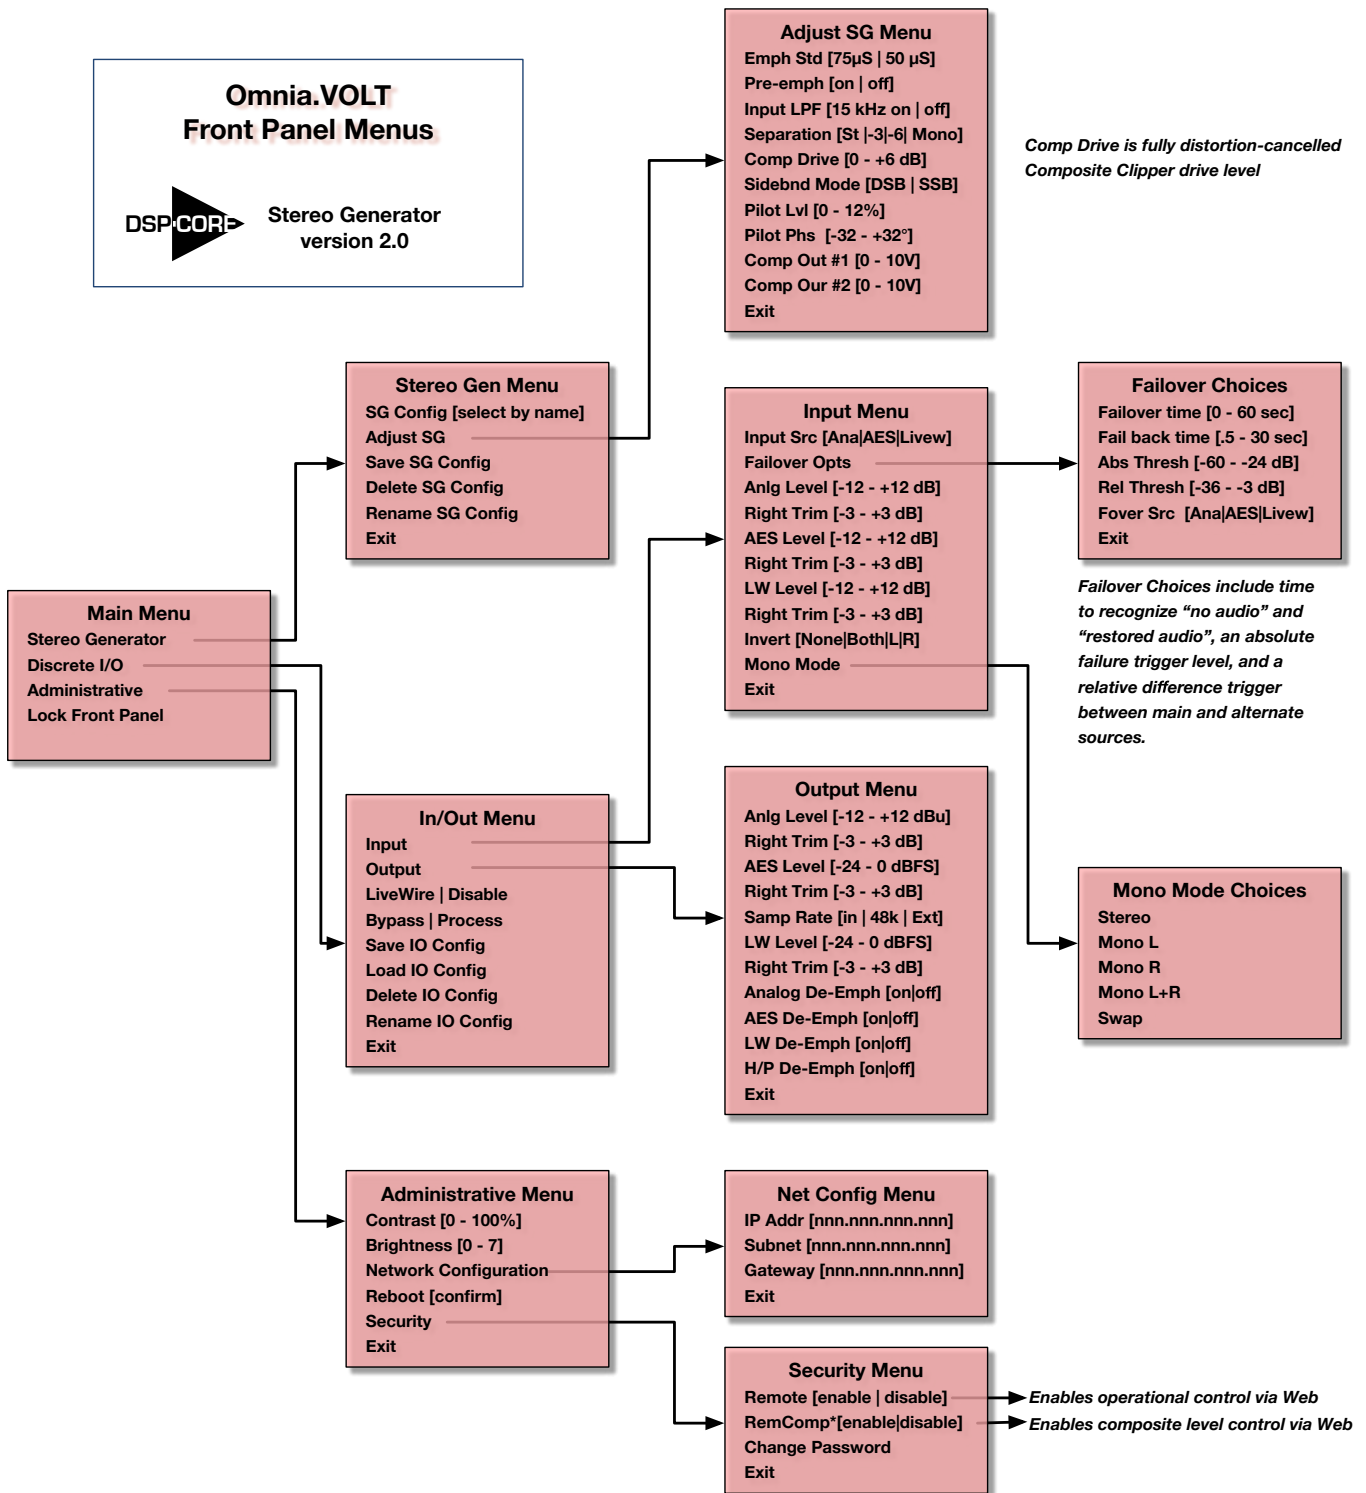 Omnia.VOLT
Front Panel Menus
DSP·CORE
Stereo Generator
version 2.0
Adjust SG Menu
Emph Std [75µS | 50 µS]
Pre-emph [on | off]
Input LPF [15 kHz on | off]
Separation [St |-3|-6| Mono]
Comp Drive [0 - +6 dB]
Sidebnd Mode [DSB | SSB]
Pilot Lvl [0 - 12%]
Pilot Phs [-32 - +32°]
Comp Out #1 [0 - 10V]
Comp Our #2 [0 - 10V]
Exit
Comp Drive is fully distortion-cancelled
Composite Clipper drive level
Stereo Gen Menu
SG Config [select by name]
Adjust SG
Save SG Config
Delete SG Config
Rename SG Config
Exit
Input Menu
Input Src [Ana|AES|Livew]
Failover Opts
Anlg Level [-12 - +12 dB]
Right Trim [-3 - +3 dB]
AES Level [-12 - +12 dB]
Right Trim [-3 - +3 dB]
LW Level [-12 - +12 dB]
Right Trim [-3 - +3 dB]
Invert [None|Both|L|R]
Mono Mode
Exit
Failover Choices
Failover time [0 - 60 sec]
Fail back time [.5 - 30 sec]
Abs Thresh [-60 - -24 dB]
Rel Thresh [-36 - -3 dB]
Fover Src [Ana|AES|Livew]
Exit
Failover Choices include time
to recognize “no audio” and
“restored audio”, an absolute
failure trigger level, and a
relative difference trigger
between main and alternate
sources.
Main Menu
Stereo Generator
Discrete I/O
Administrative
Lock Front Panel
In/Out Menu
Input
Output
LiveWire | Disable
Bypass | Process
Save IO Config
Load IO Config
Delete IO Config
Rename IO Config
Exit
Output Menu
Anlg Level [-12 - +12 dBu]
Right Trim [-3 - +3 dB]
AES Level [-24 - 0 dBFS]
Right Trim [-3 - +3 dB]
Samp Rate [in | 48k | Ext]
LW Level [-24 - 0 dBFS]
Right Trim [-3 - +3 dB]
Analog De-Emph [on|off]
AES De-Emph [on|off]
LW De-Emph [on|off]
H/P De-Emph [on|off]
Exit
Mono Mode Choices
Stereo
Mono L
Mono R
Mono L+R
Swap
Administrative Menu
Contrast [0 - 100%]
Brightness [0 - 7]
Network Configuration
Reboot [confirm]
Security
Exit
Net Config Menu
IP Addr [nnn.nnn.nnn.nnn]
Subnet [nnn.nnn.nnn.nnn]
Gateway [nnn.nnn.nnn.nnn]
Exit
Security Menu
Remote [enable | disable]
RemComp*[enable|disable]
Change Password
Exit
Enables operational control via Web
Enables composite level control via Web